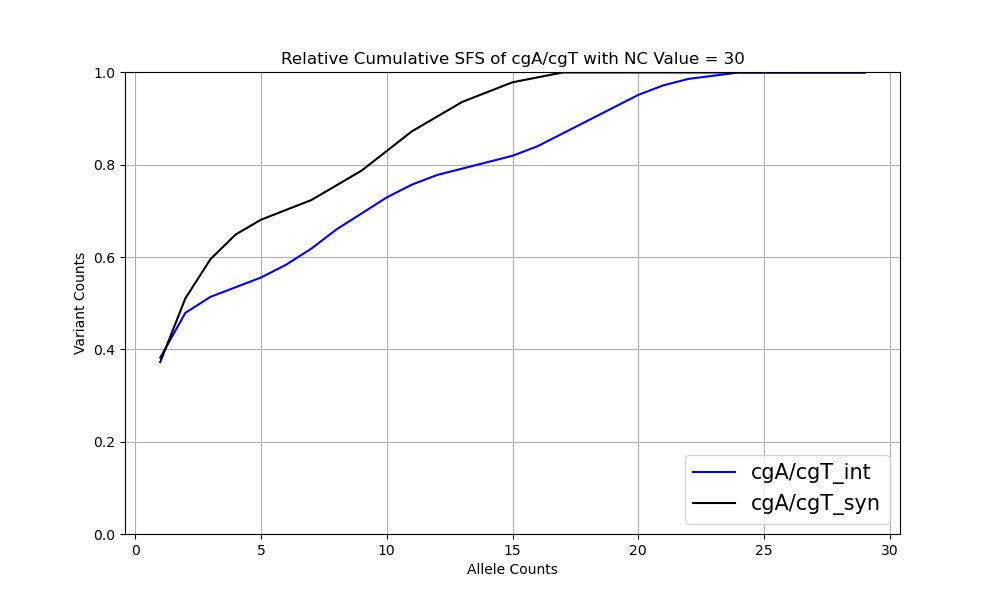 Relative Cumulative SFS of cgA/cgT with NC Value = 30
1.0
0.8
0.6
0.4
0.2
0.0
Variant Counts
0 5 10 15 20 25 30
Allele Counts
cgA/cgT_int
cgA/cgT_syn